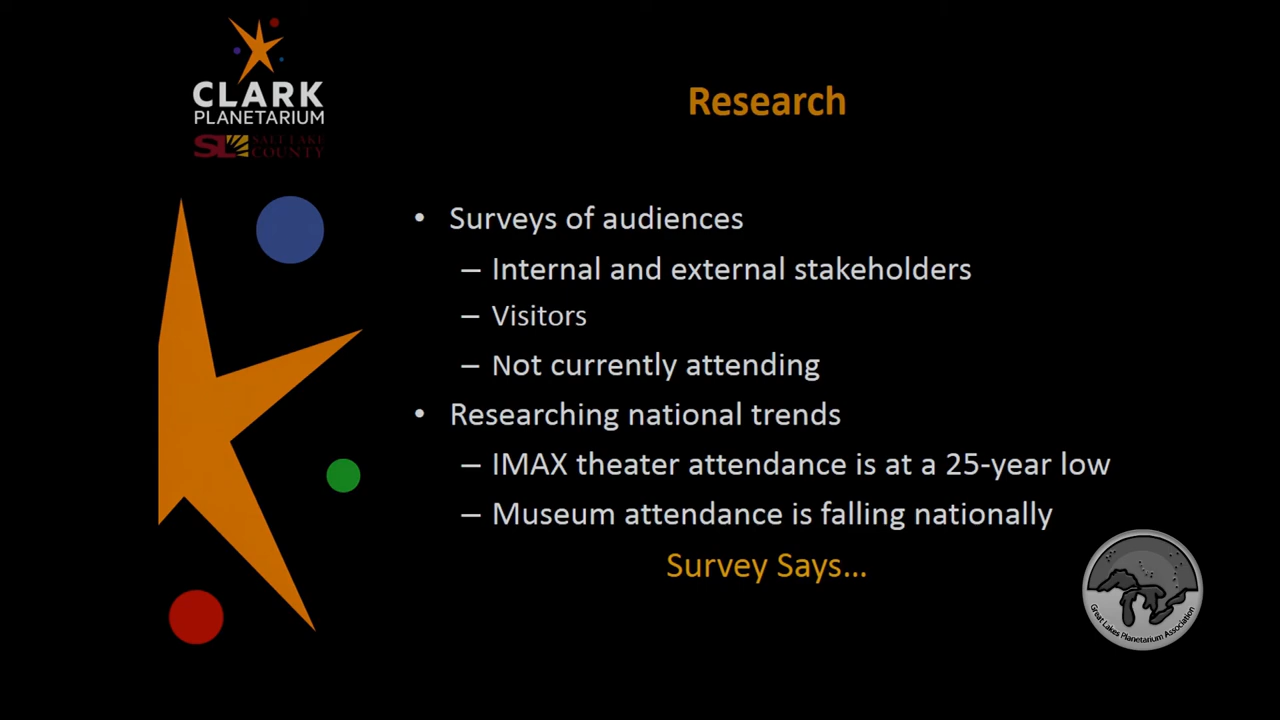 CLARK
PLANETARIUM
SL SALT LAKE
COUNTY
Research
• Surveys of audiences
– Internal and external stakeholders
– Visitors
– Not currently attending
• Researching national trends
– IMAX theater attendance is at a 25-year low
– Museum attendance is falling nationally
Survey Says...
Great Lakes Planetarium Association